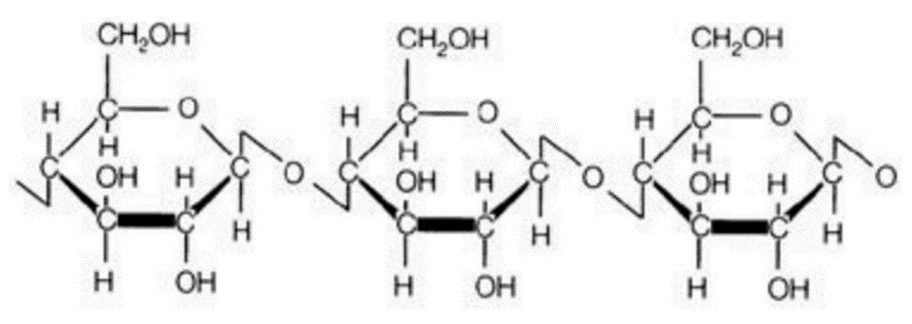 CH₂OH CH₂OH CH₂OH
H C O H C O H C O
H H H
C OH H C O C OH H C O C OH H C O
C C H C C H C C H
H OH H OH H OH